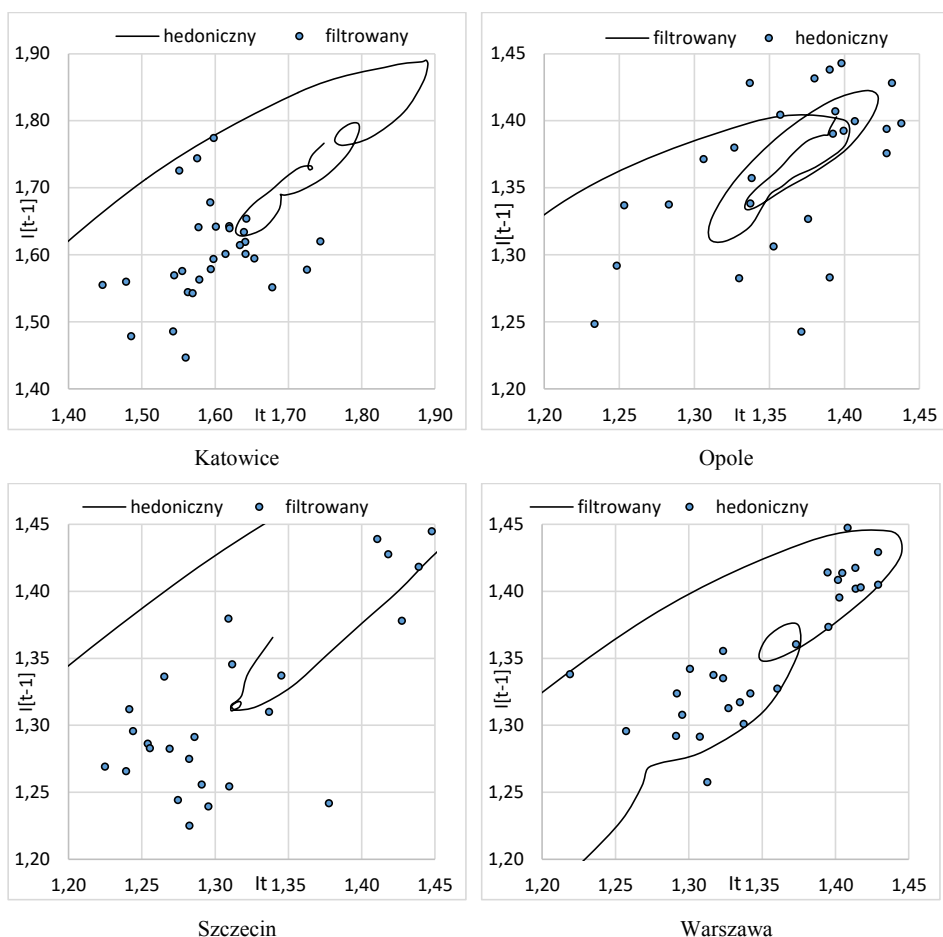 hedoniczny filtrowany
1,90
1,80
1,70
1,60
1,50
1,40
I[t-1]
1,40 1,50 1,60 It 1,70 1,80 1,90
Katowice
filtrowany hedoniczny
1,45
1,40
1,35
1,30
1,25
1,20
I[t-1]
1,20 1,25 1,30 It 1,35 1,40 1,45
Opole
hedoniczny filtrowany
1,45
1,40
1,35
1,30
1,25
1,20
I[t-1]
1,20 1,25 1,30 It 1,35 1,40 1,45
Szczecin
filtrowany hedoniczny
1,45
1,40
1,35
1,30
1,25
1,20
I[t-1]
1,20 1,25 1,30 It 1,35 1,40 1,45
Warszawa